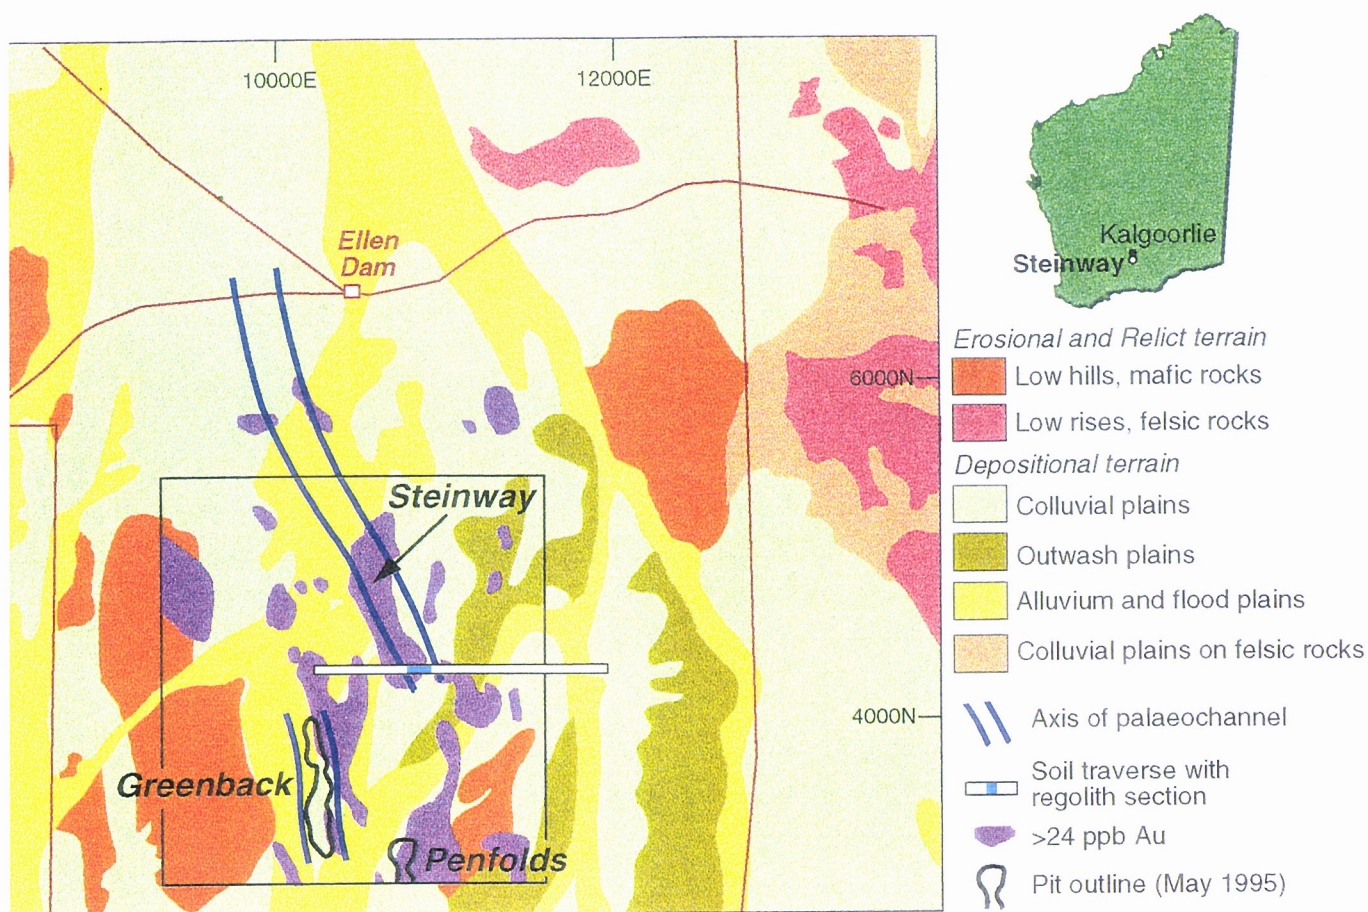 10000E
12000E
Ellen
Dam
6000N
Steinway
4000N
Greenback
Penfolds
Kalgoorlie
Steinway
Erosional and Relict terrain
Low hills, mafic rocks
Low rises, felsic rocks
Depositional terrain
Colluvial plains
Outwash plains
Alluvium and flood plains
Colluvial plains on felsic rocks
Axis of palaeochannel
Soil traverse with
regolith section
>24 ppb Au
Pit outline (May 1995)